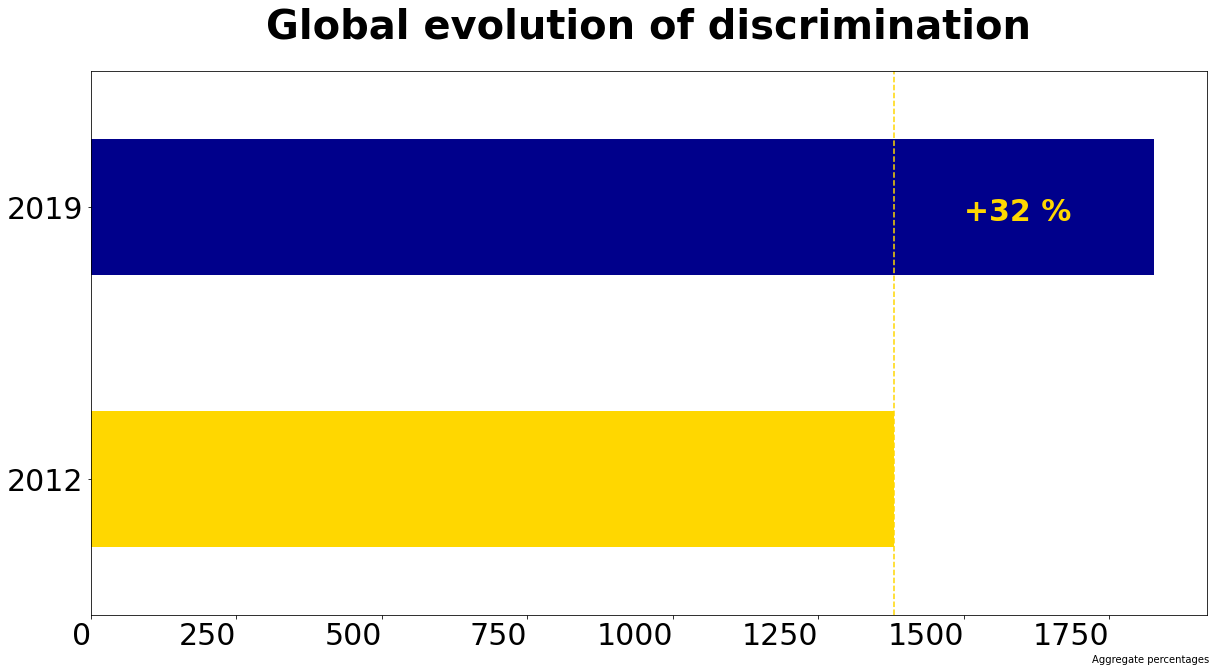 Global evolution of discrimination
2019
+32 %
2012
0 250 500 750 1000 1250 1500 1750
Aggregate percentages